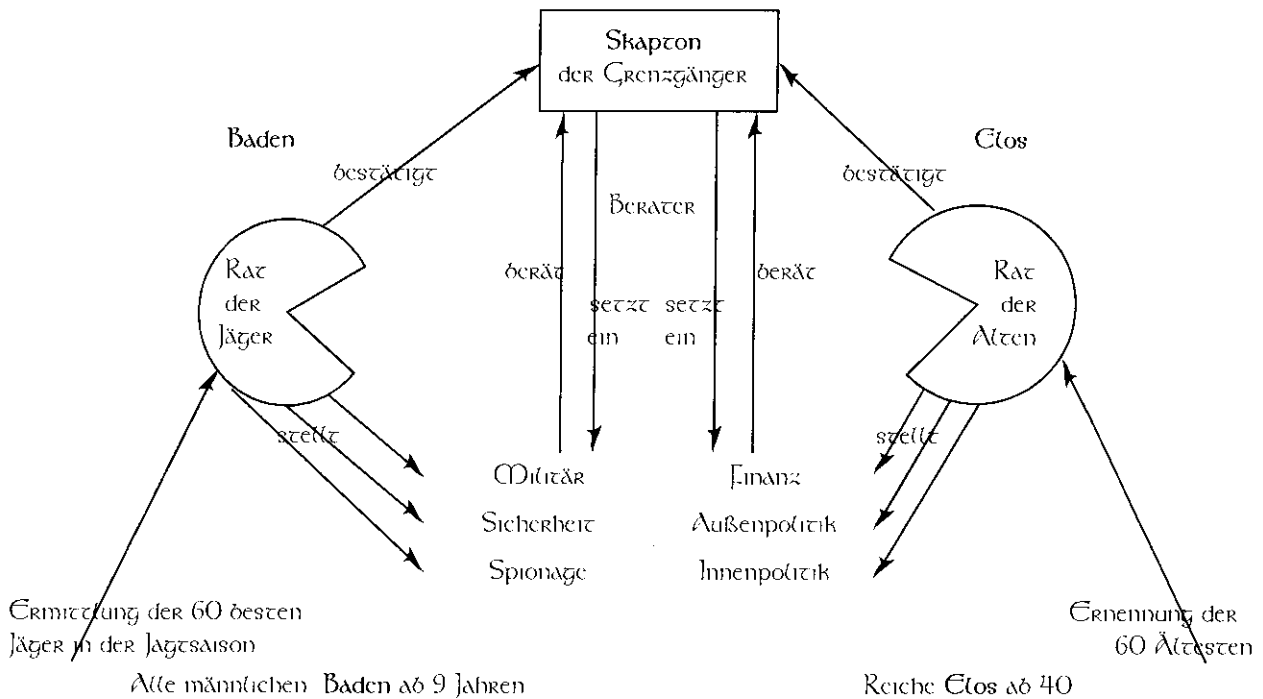 Skapton
der Grenzgänger
Baden
Elos
bestätigt
bestätigt
Berater
Rat
der
Jäger
berät
setzt
ein
setzt
ein
berät
Rat
der
Alten
stellt
stellt
Militär
Finanz
Sicherheit
Außenpolitik
Spionage
Innenpolitik
Ermittlung der 60 besten
Jäger in der Jagtsaison
Ernennung der
60 Ältesten
Alle männlichen Baden ab 9 Jahren
Reiche Elos ab 40